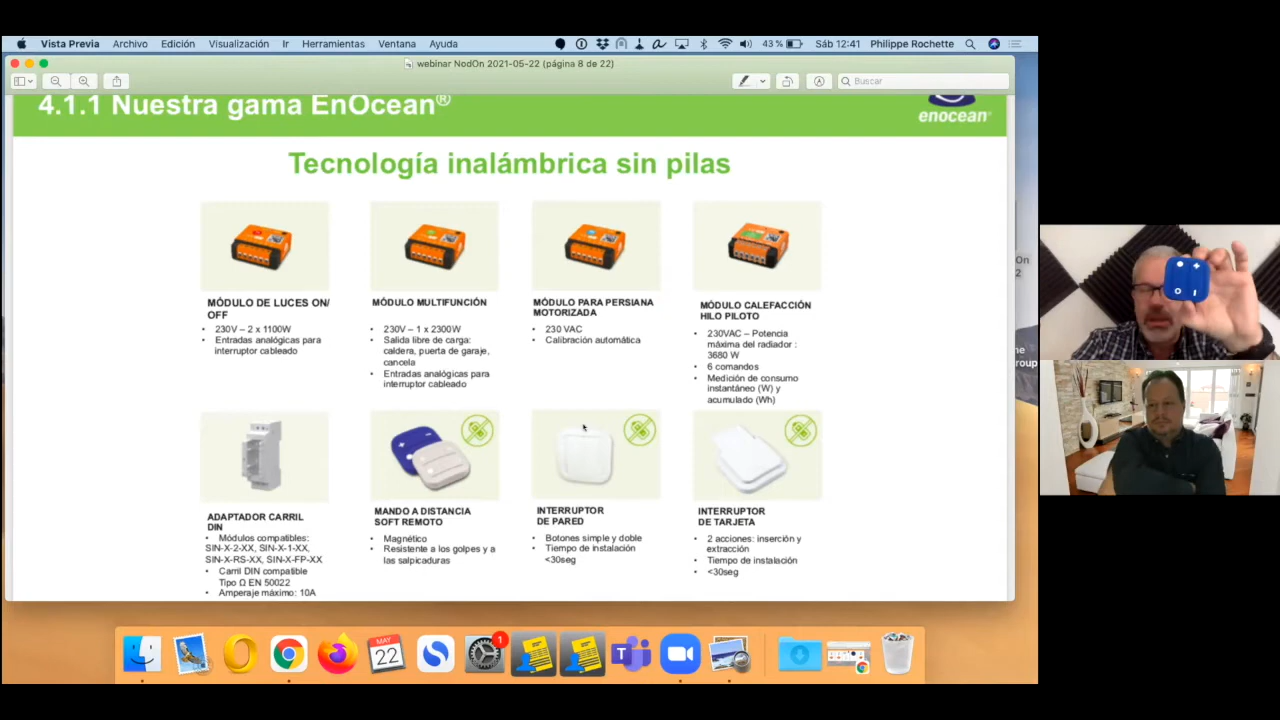 Vista Previa Archivo Edición Visualización Ir Herramientas Ventana Ayuda 43 % Sáb 12:41 Philippe Rochette
webinar NodOn 2021-05-22 (página 8 de 22)
Buscar
4.1.1 Nuestra gama EnOcean®
enocean®
Tecnología inalámbrica sin pilas
MÓDULO DE LUCES ON/
OFF
• 230V – 2 x 1100W
• Entradas analógicas para
interruptor cableado
MÓDULO MULTIFUNCIÓN
• 230V – 1 x 2300W
• Salida libre de carga:
caldera, puerta de garaje,
cancela
• Entradas analógicas para
interruptor cableado
MÓDULO PARA PERSIANA
MOTORIZADA
• 230 VAC
• Calibración automática
MÓDULO CALEFACCIÓN
HILO PILOTO
• 230VAC – Potencia
máxima del radiador :
3680 W
• 6 comandos
• Medición de consumo
instantáneo (W) y
acumulado (Wh)
ADAPTADOR CARRIL
DIN
• Módulos compatibles:
SIN-X-2-XX, SIN-X-1-XX,
SIN-X-RS-XX, SIN-X-FP-XX
• Carril DIN compatible
Tipo Ω EN 50022
• Amperaje máximo: 10A
MANDO A DISTANCIA
SOFT REMOTO
• Magnético
• Resistente a los golpes y a
las salpicaduras
INTERRUPTOR
DE PARED
• Botones simple y doble
• Tiempo de instalación
<30seg
INTERRUPTOR
DE TARJETA
• 2 acciones: inserción y
extracción
• Tiempo de instalación
• <30seg
MAY
22
1